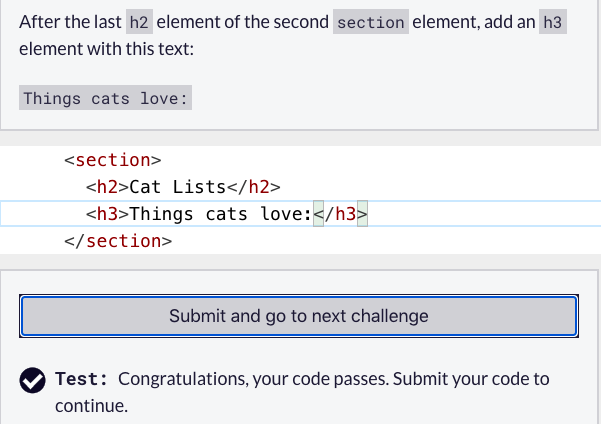 After the last h2 element of the second section element, add an h3
element with this text:
Things cats love:
<section>
<h2>Cat Lists</h2>
<h3>Things cats love:</h3>
</section>
Submit and go to next challenge
Test: Congratulations, your code passes. Submit your code to
continue.